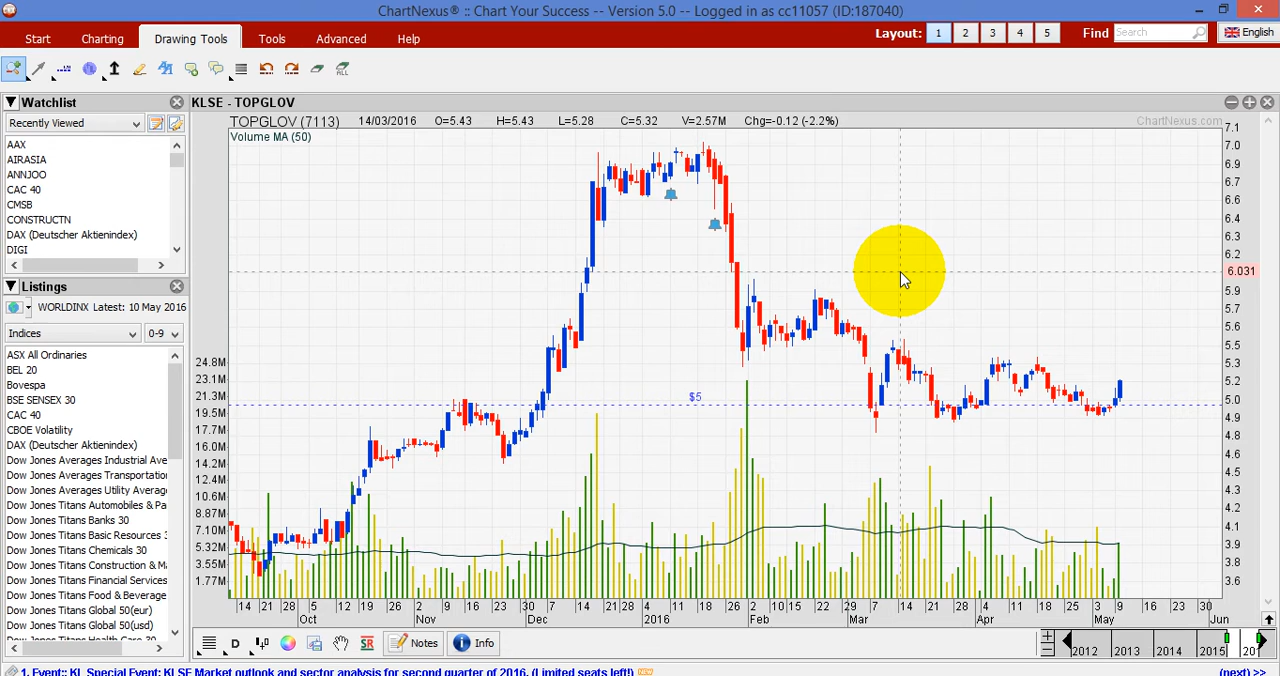 ChartNexus® :: Chart Your Success -- Version 5.0 -- Logged in as cc11057 (ID:187040)
Start Charting Drawing Tools Tools Advanced Help Layout: 1 2 3 4 5 Find Search English
ALL
Watchlist
Recently Viewed
AAX
AIRASIA
ANNJOO
CAC 40
CMSB
CONSTRUCTN
DAX (Deutscher Aktienindex)
DIGI
Listings
WORLDINX Latest: 10 May 2016
Indices 0-9
ASX All Ordinaries
BEL 20
Bovespa
BSE SENSEX 30
CAC 40
CBOE Volatility
DAX (Deutscher Aktienindex)
Dow Jones Averages Industrial Ave
Dow Jones Averages Transportatio
Dow Jones Averages Utility Averag
Dow Jones Titans Automobiles & Pa
Dow Jones Titans Banks 30
Dow Jones Titans Basic Resources
Dow Jones Titans Chemicals 30
Dow Jones Titans Construction & M
Dow Jones Titans Financial Services
Dow Jones Titans Food & Beverage
Dow Jones Titans Global 50(eur)
Dow Jones Titans Global 50(usd)
Dow Jones Titans Health Care 30
KLSE - TOPGLOV
TOPGLOV (7113) 14/03/2016 O=5.43 H=5.43 L=5.28 C=5.32 V=2.57M Chg=-0.12 (-2.2%) ChartNexus.com
Volume MA (50)
7.1
7.0
6.9
6.7
6.6
6.4
6.3
6.2
6.031
5.9
5.7
5.6
5.5
5.3
5.2
5.0
4.9
4.8
4.6
4.5
4.3
4.2
4.1
3.9
3.8
3.6
$5
24.8M
23.1M
21.3M
19.5M
17.7M
16.0M
14.2M
12.4M
10.6M
8.87M
7.10M
5.32M
3.55M
1.77M
14 21 28 5 12 19 26 2 9 16 23 7 14 21 28 4 11 18 26 2 10 15 22 7 14 21 28 4 11 18 25 3 9 16 23 30
Oct Nov Dec 2016 Feb Mar Apr May Jun
D SR Notes Info
2012 2013 2014 2015 201
1. Event:: KL Special Event: KLSE Market outlook and sector analysis for second quarter of 2016. (Limited seats left!) NEW (next) >>